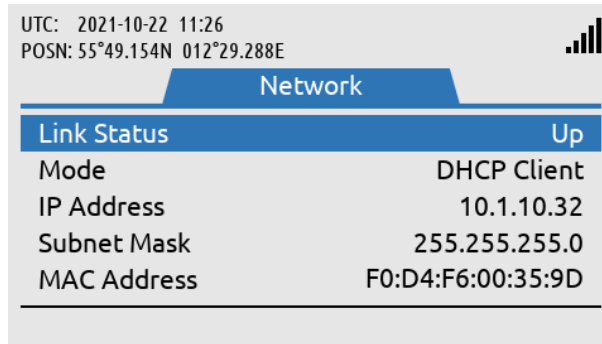 UTC: 2021-10-22 11:26
POSN: 55°49.154N 012°29.288E
Network
Link Status Up
Mode DHCP Client
IP Address 10.1.10.32
Subnet Mask 255.255.255.0
MAC Address F0:D4:F6:00:35:9D